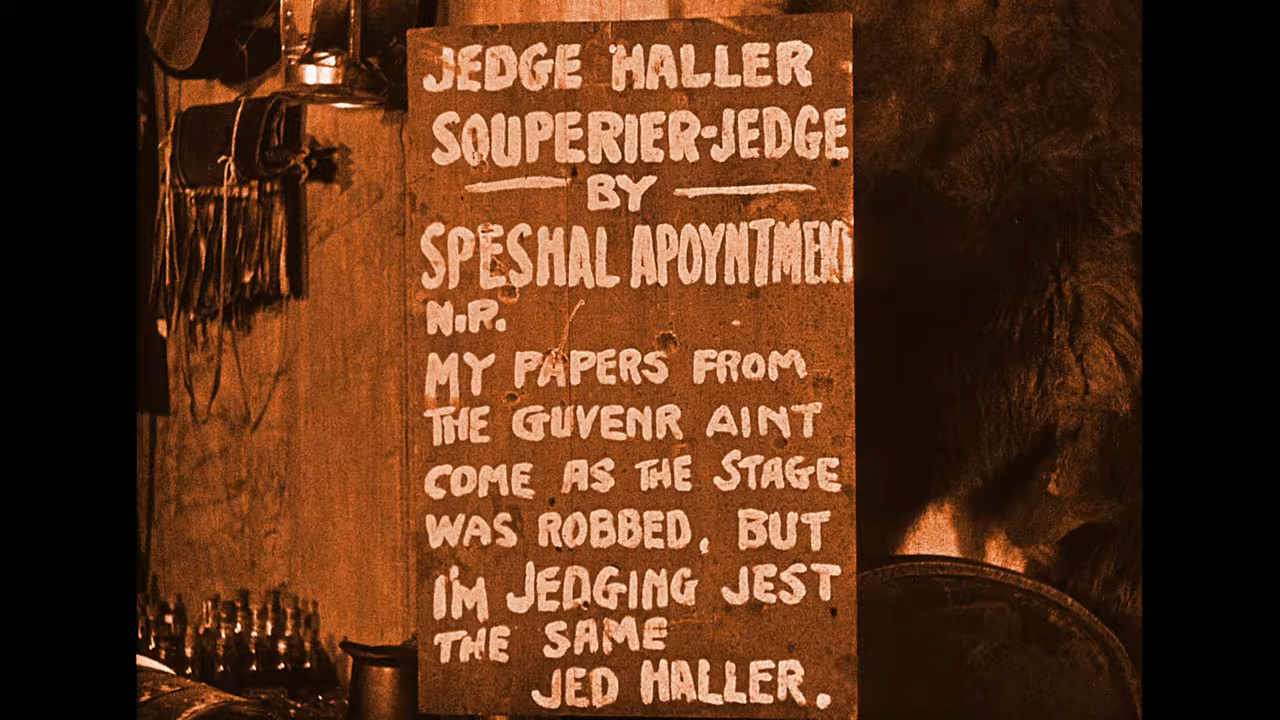 JEDGE HALLER
SOUPERIER-JEDGE
BY
SPESHAL APOYNTMENT
N.P.
MY PAPERS FROM
THE GUVENR AINT
COME AS THE STAGE
WAS ROBBED, BUT
I'M JEDGING JEST
THE SAME
JED HALLER.